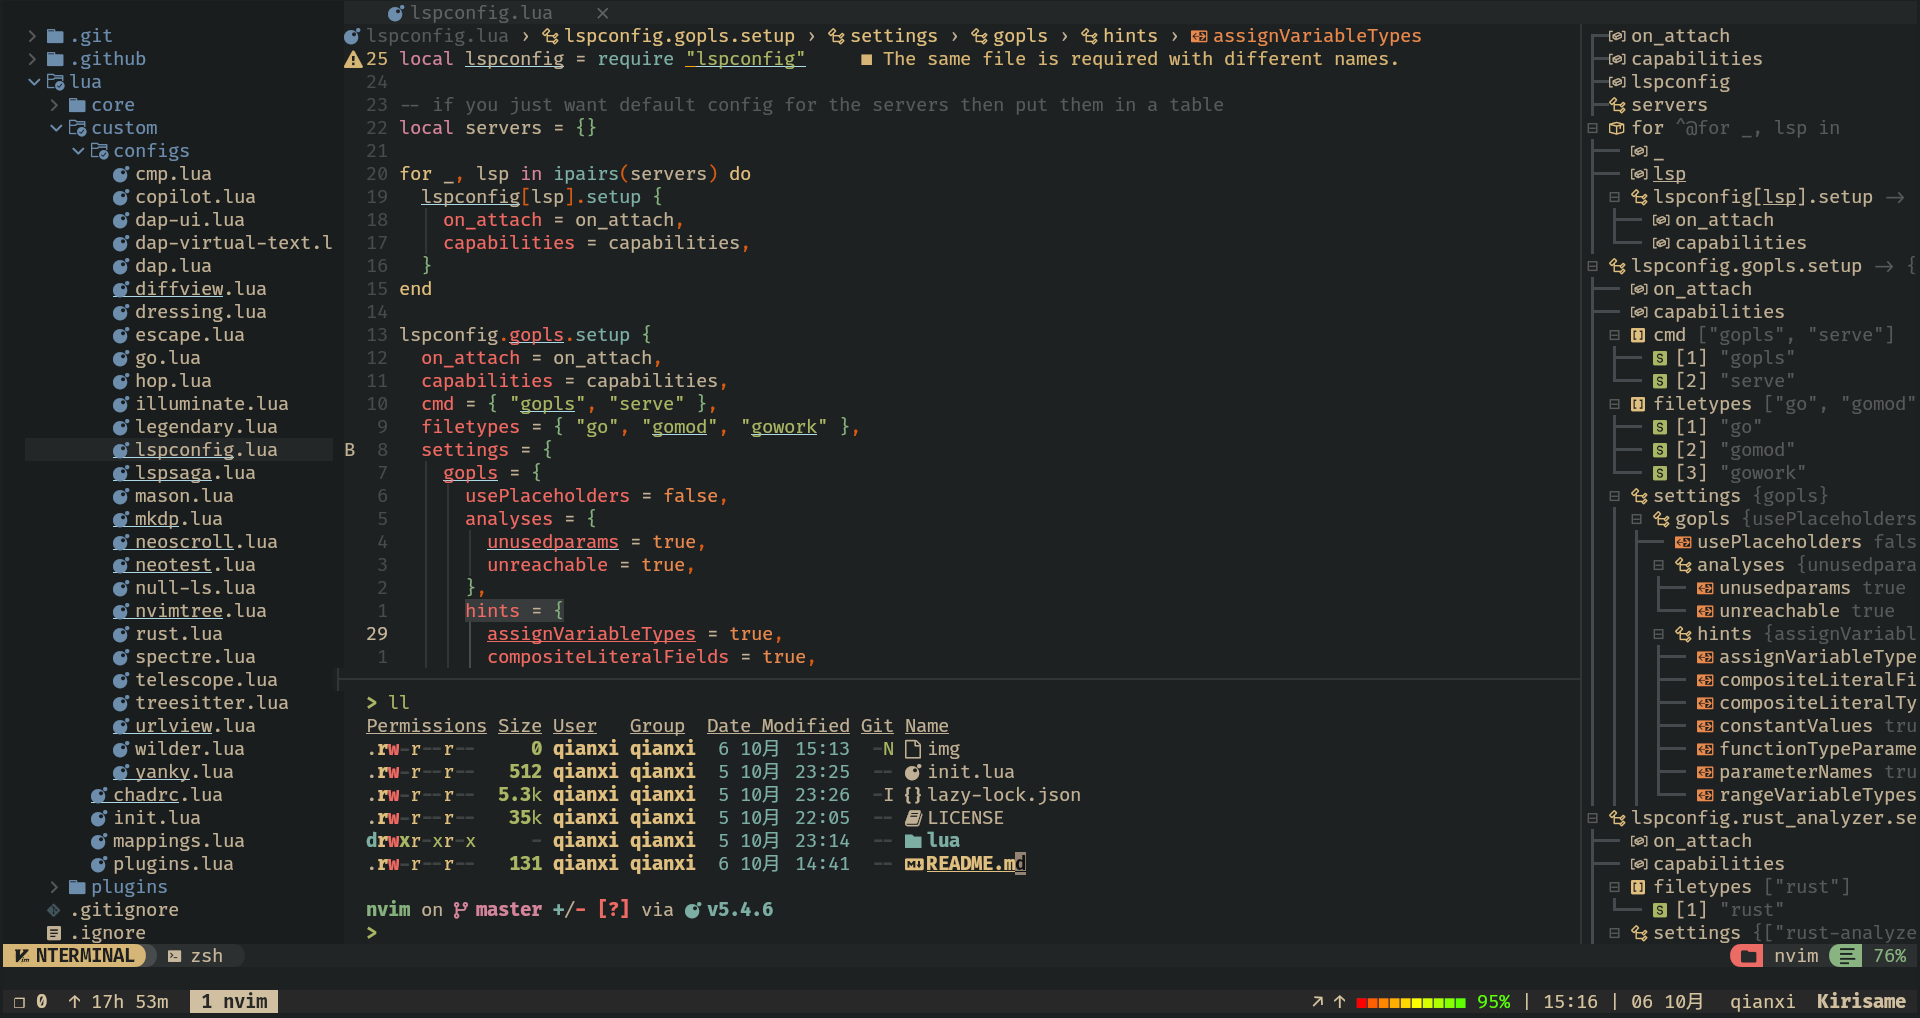 .git
.github
lua
core
custom
configs
cmp.lua
copilot.lua
dap-ui.lua
dap-virtual-text.l
dap.lua
diffview.lua
dressing.lua
escape.lua
go.lua
hop.lua
illuminate.lua
legendary.lua
lspconfig.lua
lspsaga.lua
mason.lua
mkdp.lua
neoscroll.lua
neotest.lua
null-ls.lua
nvimtree.lua
rust.lua
spectre.lua
telescope.lua
treesitter.lua
urlview.lua
wilder.lua
yanky.lua
chadrc.lua
init.lua
mappings.lua
plugins.lua
plugins
.gitignore
.ignore
lspconfig.lua ×
lspconfig.lua › lspconfig.gopls.setup › settings › gopls › hints › assignVariableTypes
25 local lspconfig = require "lspconfig" ■ The same file is required with different names.
24
23 -- if you just want default config for the servers then put them in a table
22 local servers = {}
21
20 for _, lsp in ipairs(servers) do
19 lspconfig[lsp].setup {
18 on_attach = on_attach,
17 capabilities = capabilities,
16 }
15 end
14
13 lspconfig.gopls.setup {
12 on_attach = on_attach,
11 capabilities = capabilities,
10 cmd = { "gopls", "serve" },
9 filetypes = { "go", "gomod", "gowork" },
B 8 settings = {
7 gopls = {
6 usePlaceholders = false,
5 analyses = {
4 unusedparams = true,
3 unreachable = true,
2 },
1 hints = {
29 assignVariableTypes = true,
1 compositeLiteralFields = true,
> ll
Permissions Size User Group Date Modified Git Name
.rw-r--r-- 0 qianxi qianxi 6 10月 15:13 -N img
.rw-r--r-- 512 qianxi qianxi 5 10月 23:25 -- init.lua
.rw-r--r-- 5.3k qianxi qianxi 5 10月 23:26 -I {} lazy-lock.json
.rw-r--r-- 35k qianxi qianxi 5 10月 22:05 -- LICENSE
drwxr-xr-x - qianxi qianxi 5 10月 23:14 -- lua
.rw-r--r-- 131 qianxi qianxi 6 10月 14:41 -- README.md
nvim on master +/- [?] via v5.4.6
>
on_attach
capabilities
lspconfig
servers
for ^@for _, lsp in
_
lsp
lspconfig[lsp].setup →
on_attach
capabilities
lspconfig.gopls.setup → {
on_attach
capabilities
cmd ["gopls", "serve"]
S [1] "gopls"
S [2] "serve"
filetypes ["go", "gomod"
S [1] "go"
S [2] "gomod"
S [3] "gowork"
settings {gopls}
gopls {usePlaceholders
usePlaceholders fals
analyses {unusedpara
unusedparams true
unreachable true
hints {assignVariabl
assignVariableType
compositeLiteralFi
compositeLiteralTy
constantValues tru
functionTypeParame
parameterNames tru
rangeVariableTypes
lspconfig.rust_analyzer.se
on_attach
capabilities
filetypes ["rust"]
S [1] "rust"
settings {["rust-analyze
NTERMINAL zsh nvim 76%
0 ↑ 17h 53m 1 nvim ↗ ↑ 95% | 15:16 | 06 10月 qianxi Kirisame